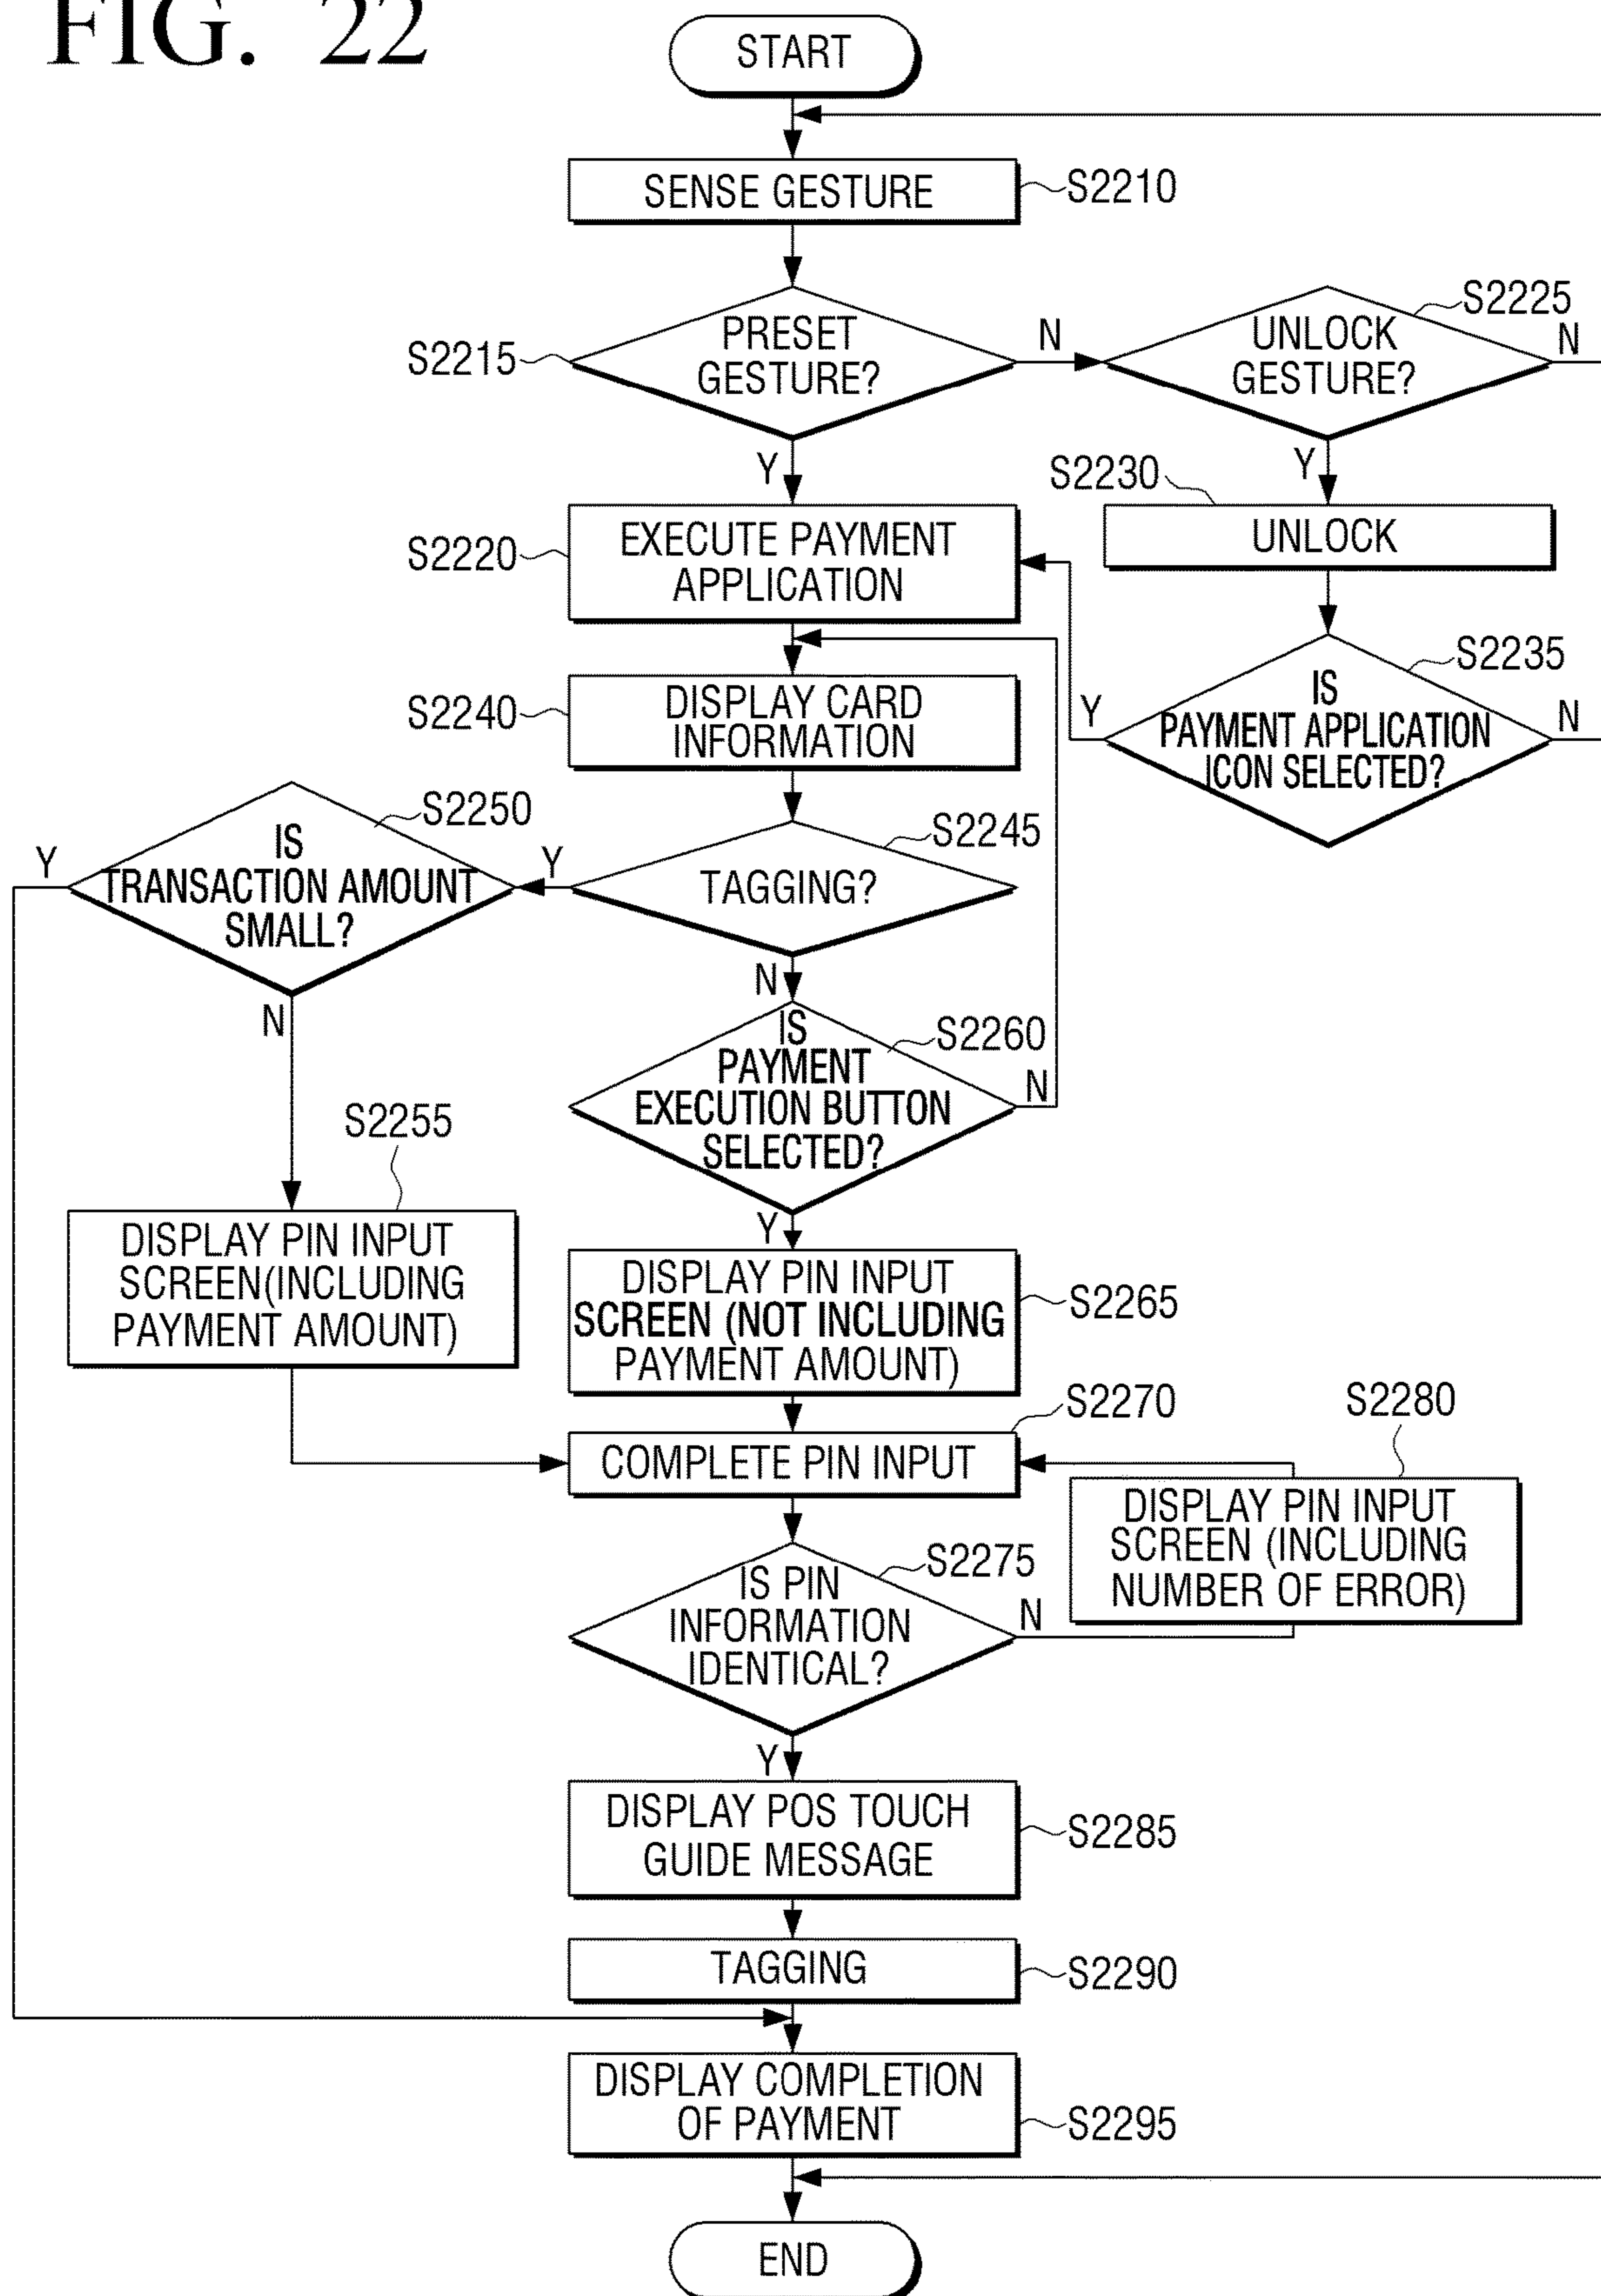 FIG. 22
START
SENSE GESTURE
S2210
S2215
PRESET
GESTURE?
N
Y
S2225
UNLOCK
GESTURE?
N
Y
S2220
EXECUTE PAYMENT
APPLICATION
S2230
UNLOCK
S2235
IS
PAYMENT APPLICATION
ICON SELECTED?
Y
N
S2240
DISPLAY CARD
INFORMATION
S2245
TAGGING?
Y
N
S2250
IS
TRANSACTION AMOUNT
SMALL?
Y
N
S2260
IS
PAYMENT
EXECUTION BUTTON
SELECTED?
N
Y
S2255
DISPLAY PIN INPUT
SCREEN(INCLUDING
PAYMENT AMOUNT)
DISPLAY PIN INPUT
SCREEN (NOT INCLUDING
PAYMENT AMOUNT)
S2265
S2270
COMPLETE PIN INPUT
S2280
DISPLAY PIN INPUT
SCREEN (INCLUDING
NUMBER OF ERROR)
S2275
IS PIN
INFORMATION
IDENTICAL?
N
Y
DISPLAY POS TOUCH
GUIDE MESSAGE
S2285
TAGGING
S2290
DISPLAY COMPLETION
OF PAYMENT
S2295
END